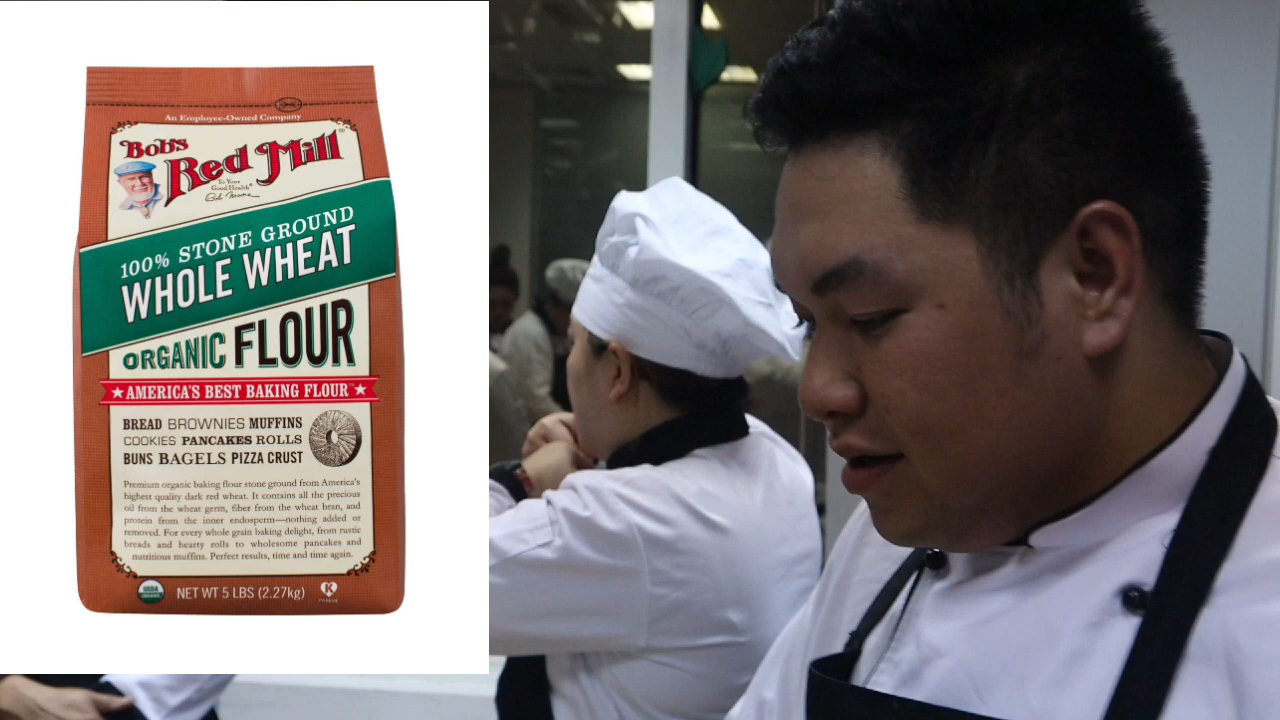 An Employee-Owned Company
Bob's
Red Mill
To Your
Good Health
Bob Moore
100% STONE GROUND
WHOLE WHEAT
ORGANIC FLOUR
★ AMERICA'S BEST BAKING FLOUR™ ★
BREAD BROWNIES MUFFINS
COOKIES PANCAKES ROLLS
BUNS BAGELS PIZZA CRUST
Premium organic baking flour stone ground from America's
highest quality dark red wheat. It contains all the precious
oil from the wheat germ, fiber from the wheat bran, and
protein from the inner endosperm—nothing added or
removed. For every whole grain baking delight, from rustic
breads and hearty rolls to wholesome pancakes and
nutritious muffins. Perfect results, time and time again.
USDA
ORGANIC
NET WT 5 LBS (2.27kg)
K